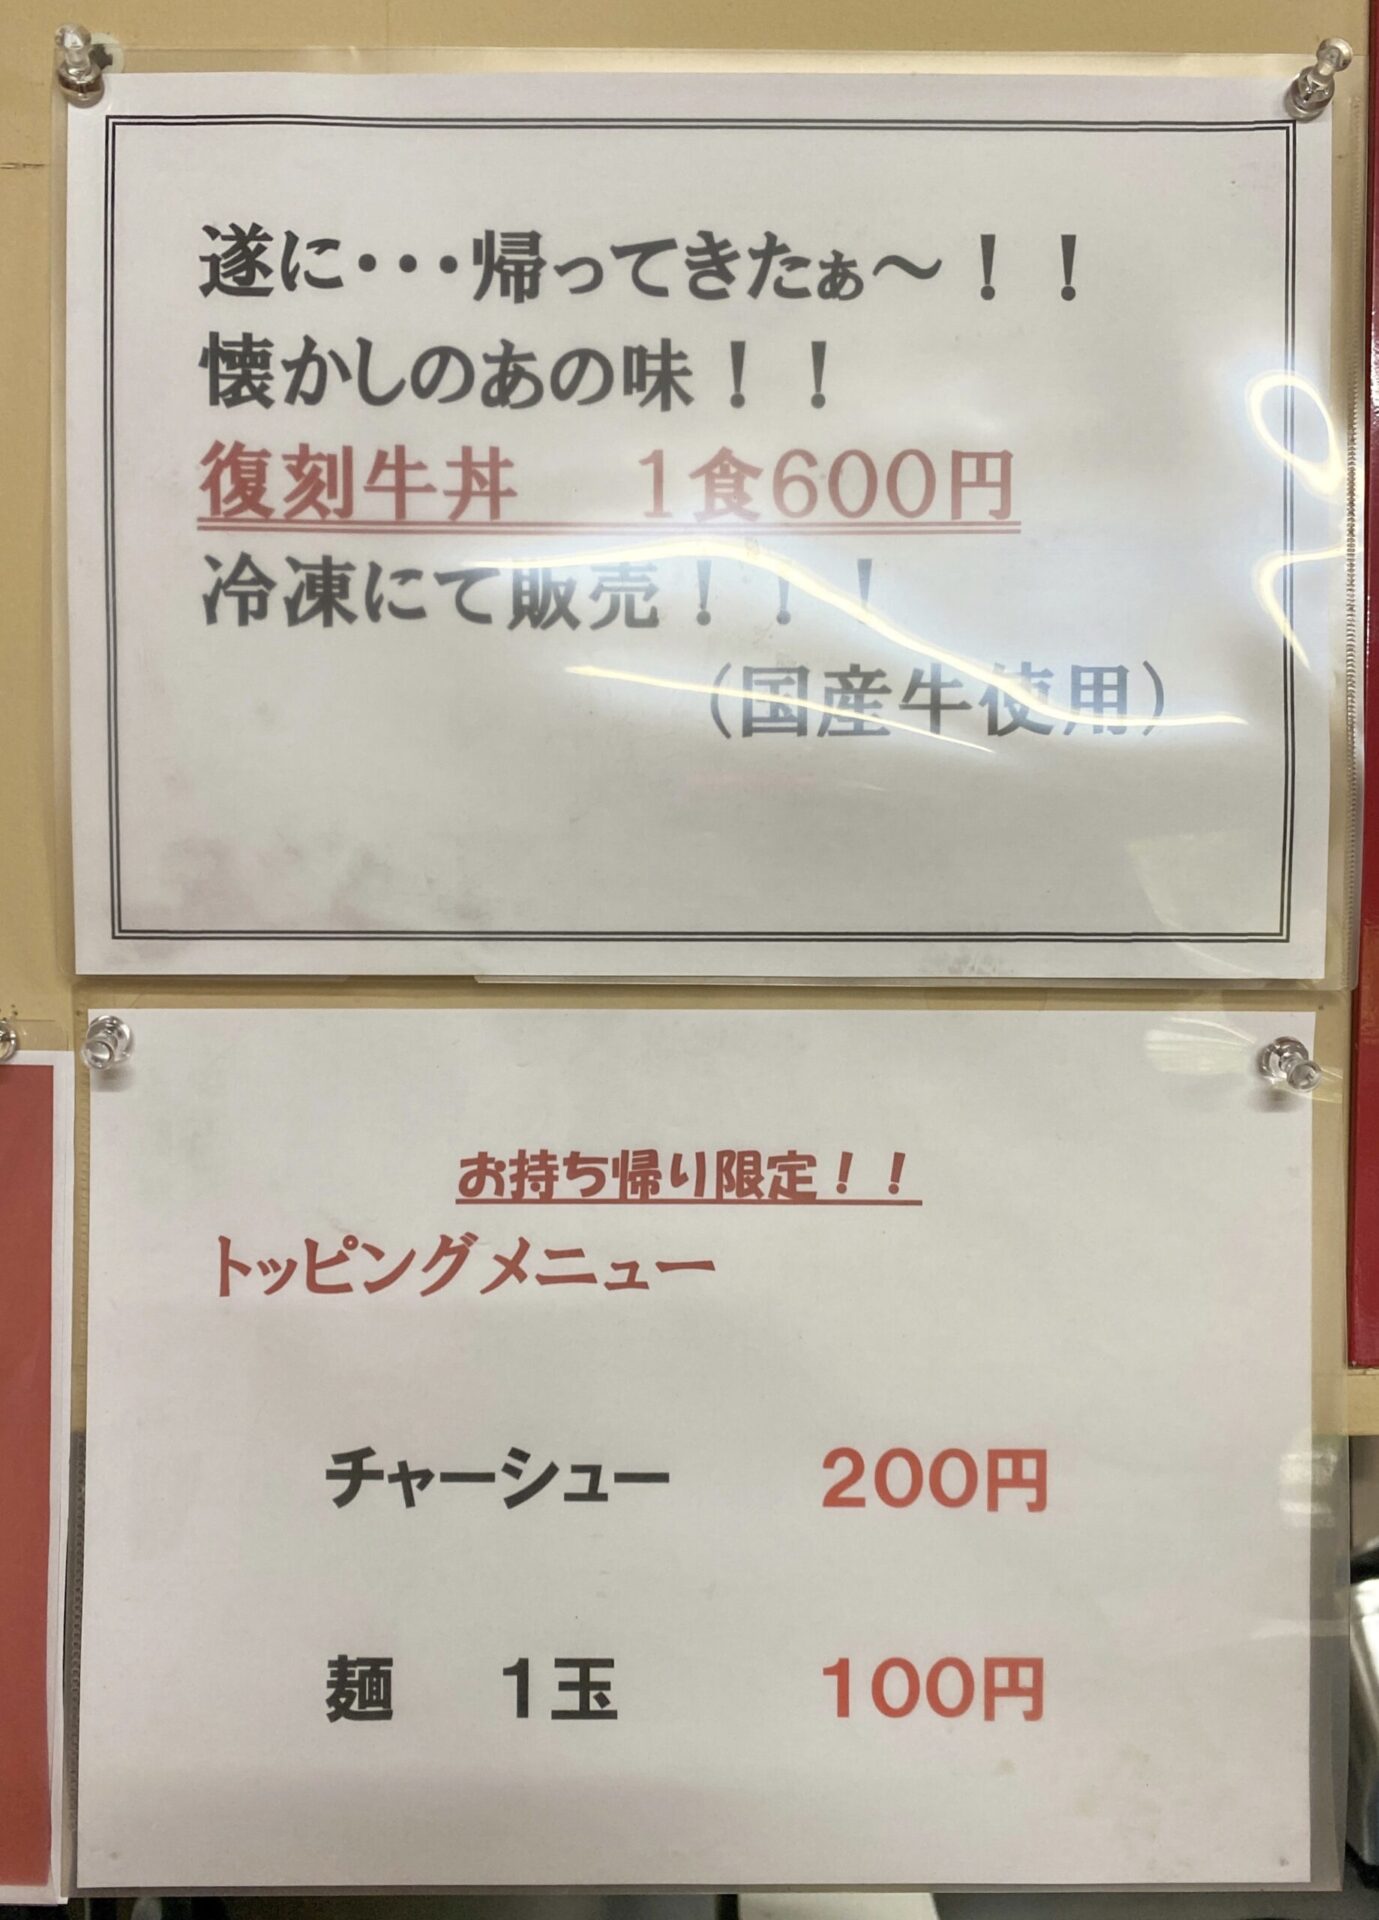 遂に・・・帰ってきたぁ～！！
懐かしのあの味！！
復刻牛丼　１食６００円
冷凍にて販売！！！
（国産牛使用）
お持ち帰り限定！！
トッピングメニュー
チャーシュー　２００円
麺　１玉　１００円